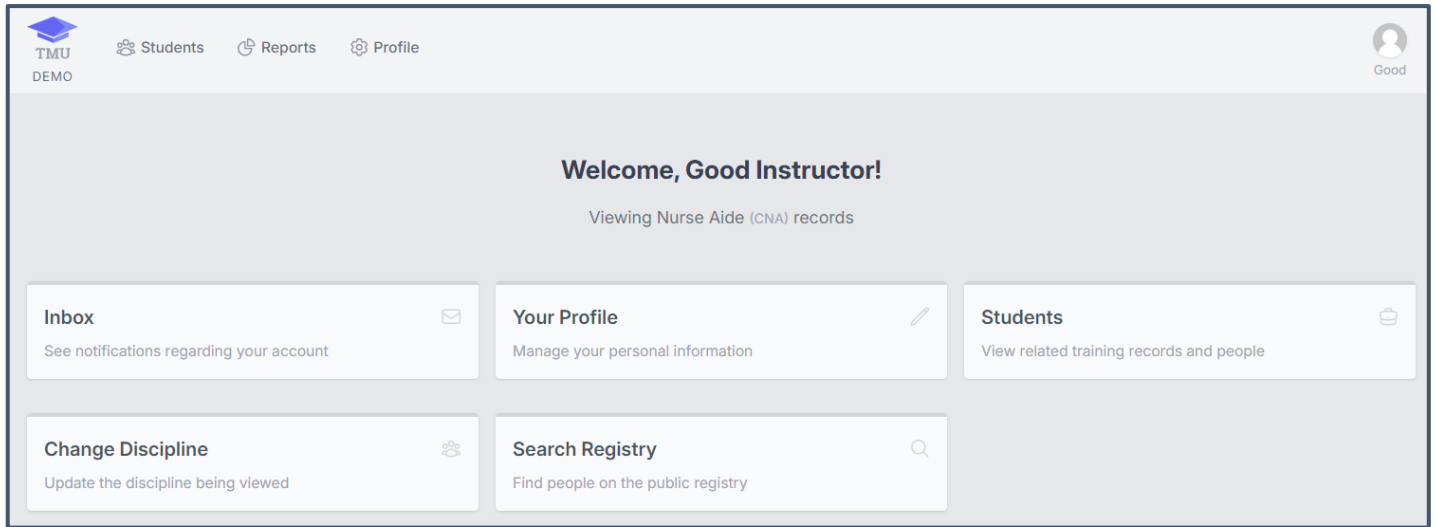 TMU
DEMO
Students
Reports
Profile
Good
Welcome, Good Instructor!
Viewing Nurse Aide (CNA) records
Inbox
See notifications regarding your account
Your Profile
Manage your personal information
Students
View related training records and people
Change Discipline
Update the discipline being viewed
Search Registry
Find people on the public registry